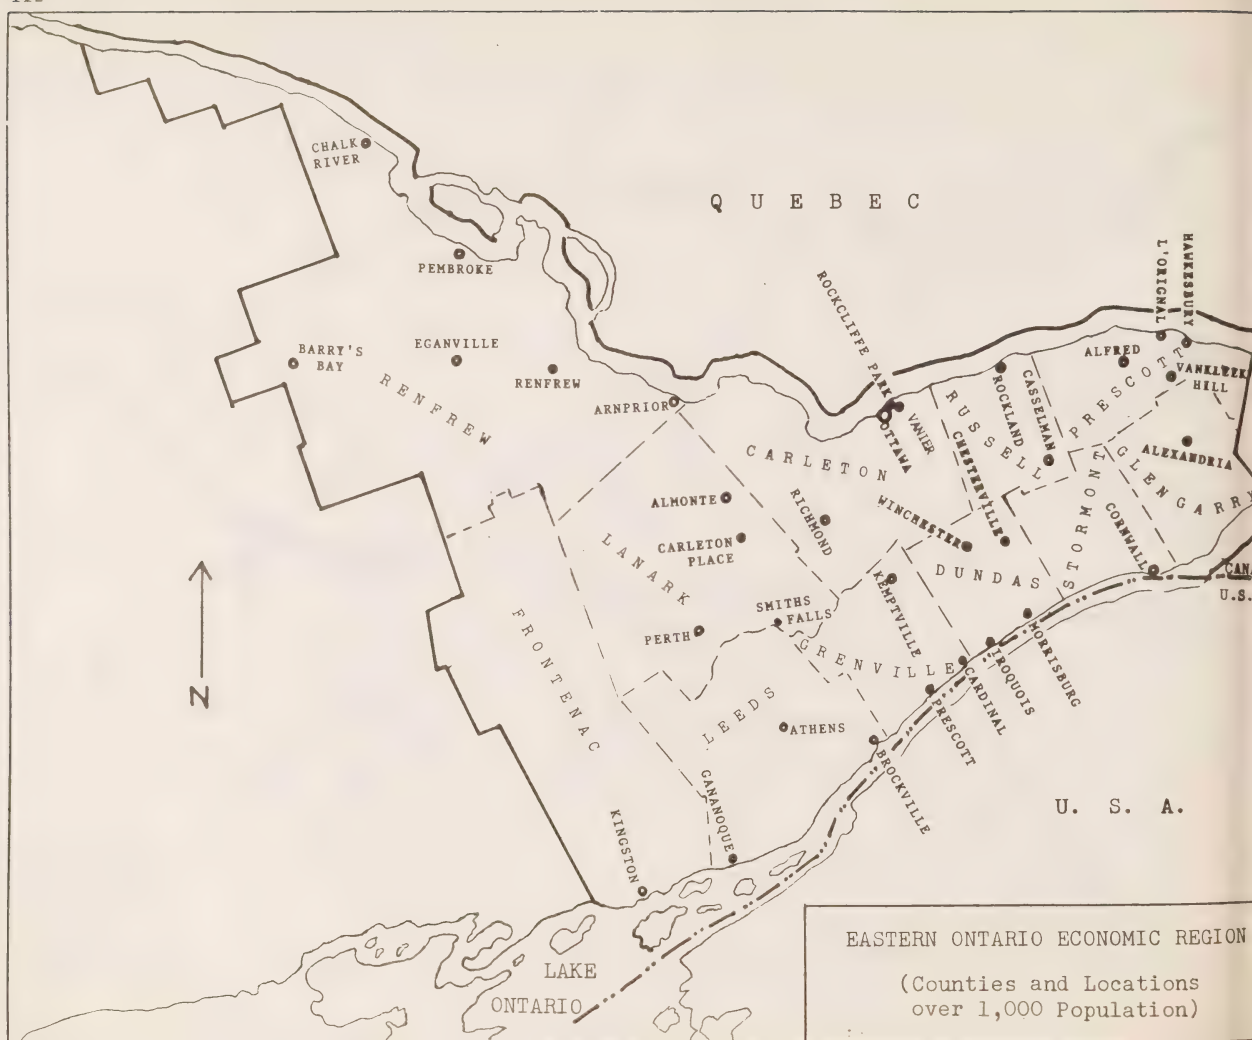 QUEBEC
CHALK
RIVER
PEMBROKE
BARRY'S
BAY
EGANVILLE
RENFREW
RENFREW
ARNPRIOR
ROCKCLIFFE PARK
OTTAWA
VANIER
CARLETON
RUSSELL
ROCKLAND
CASSELMAN
ALFRED
PRESCOTT
L'ORIGNAL
HAWKESBURY
VANKLEEK
HILL
ALEXANDRIA
GLENGARRY
STORMONT
CORNWALL
CHESTERVILLE
WINCHESTER
DUNDAS
RICHMOND
ALMONTE
CARLETON
PLACE
LANARK
PERTH
SMITHS
FALLS
KEMPTVILLE
GRENVILLE
MORRISBURG
IROQUOIS
CARDINAL
PRESCOTT
BROCKVILLE
LEEDS
ATHENS
GANANOQUE
FRONTENAC
KINGSTON
N
CANA
U.S.
U. S. A.
LAKE
ONTARIO
EASTERN ONTARIO ECONOMIC REGION
(Counties and Locations
over 1,000 Population)